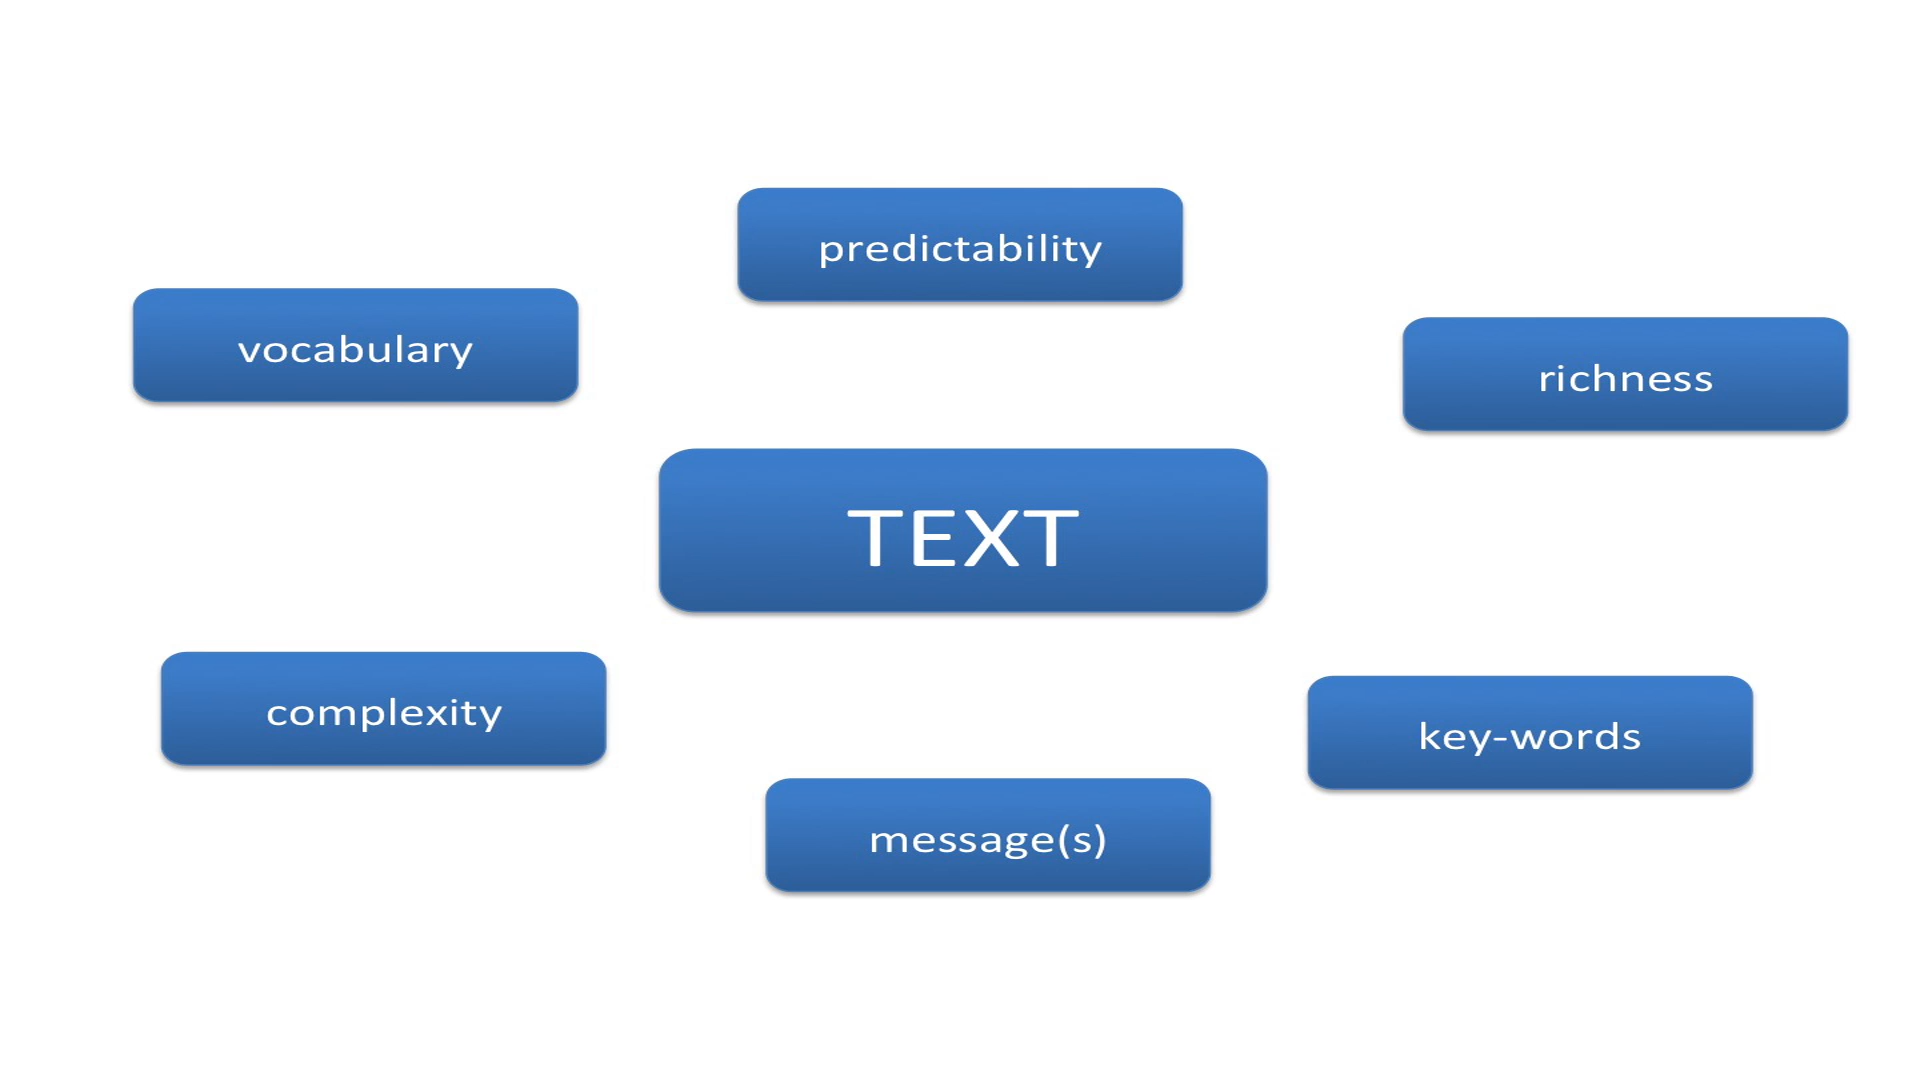 predictability
vocabulary
richness
TEXT
complexity
key-words
message(s)